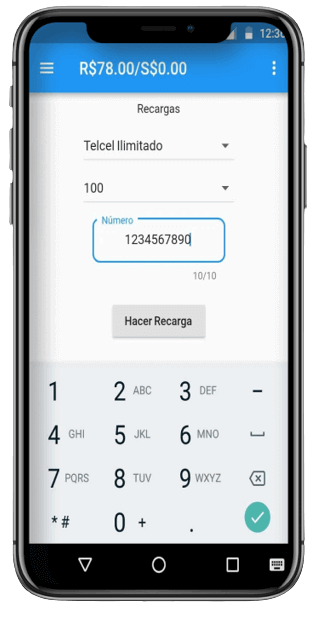 12:30
R$78.00/S$0.00
Recargas
Telcel Ilimitado
100
Número
1234567890
10/10
Hacer Recarga
1 2 ABC 3 DEF –
4 GHI 5 JKL 6 MNO
7 PQRS 8 TUV 9 WXYZ
* # 0 + .